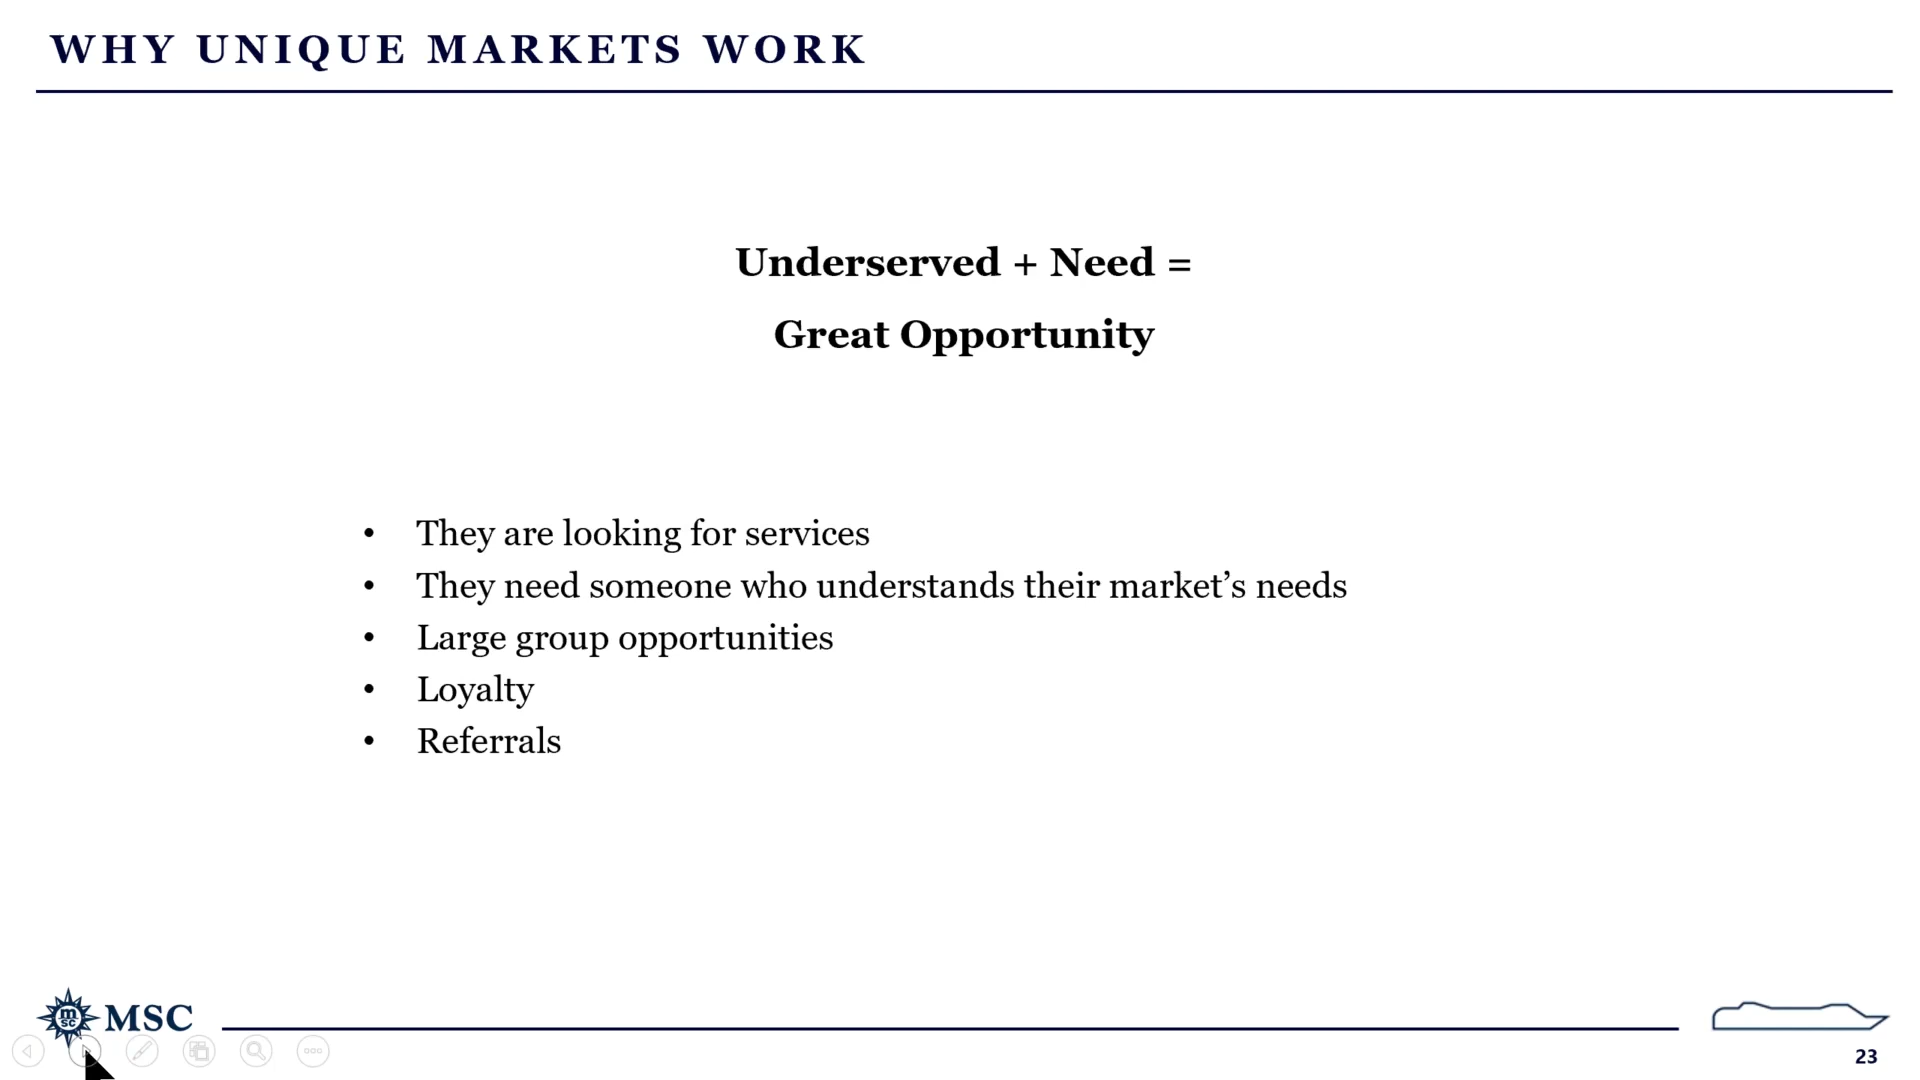 WHY UNIQUE MARKETS WORK
Underserved + Need =
Great Opportunity
• They are looking for services
• They need someone who understands their market’s needs
• Large group opportunities
• Loyalty
• Referrals
m
sc
MSC
23